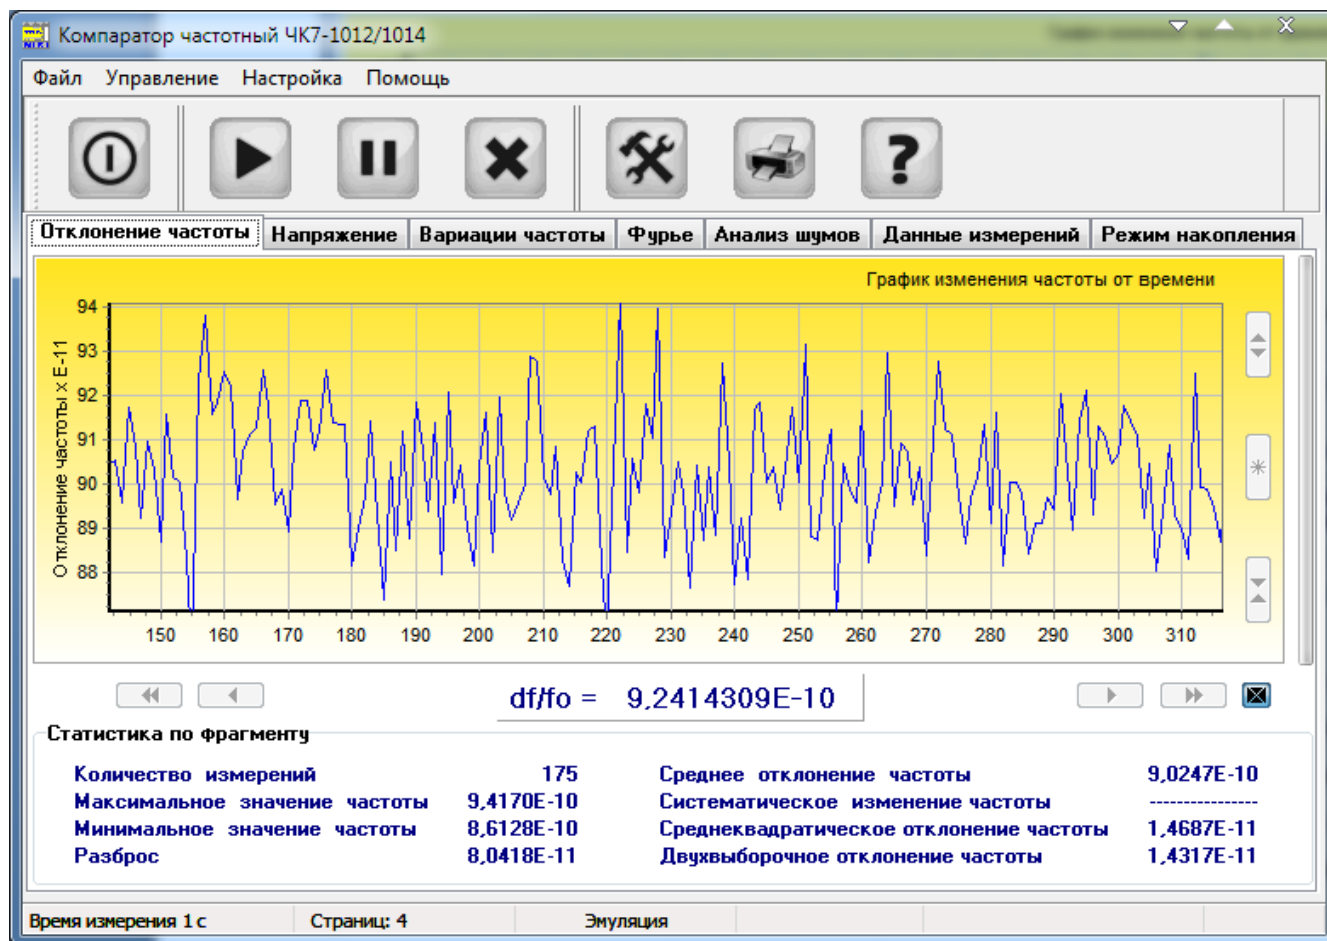 Компаратор частотный ЧК7-1012/1014
Файл Управление Настройка Помощь
Отклонение частоты Напряжение Вариации частоты Фурье Анализ шумов Данные измерений Режим накопления
График изменения частоты от времени
Отклонение частоты x E-11
94
93
92
91
90
89
88
150 160 170 180 190 200 210 220 230 240 250 260 270 280 290 300 310
df/fo = 9,2414309E-10
Статистика по фрагменту
Количество измерений 175 Среднее отклонение частоты 9,0247E-10
Максимальное значение частоты 9,4170E-10 Систематическое изменение частоты ----------------
Минимальное значение частоты 8,6128E-10 Среднеквадратическое отклонение частоты 1,4687E-11
Разброс 8,0418E-11 Двухвыборочное отклонение частоты 1,4317E-11
Время измерения 1 с Страниц: 4 Эмуляция